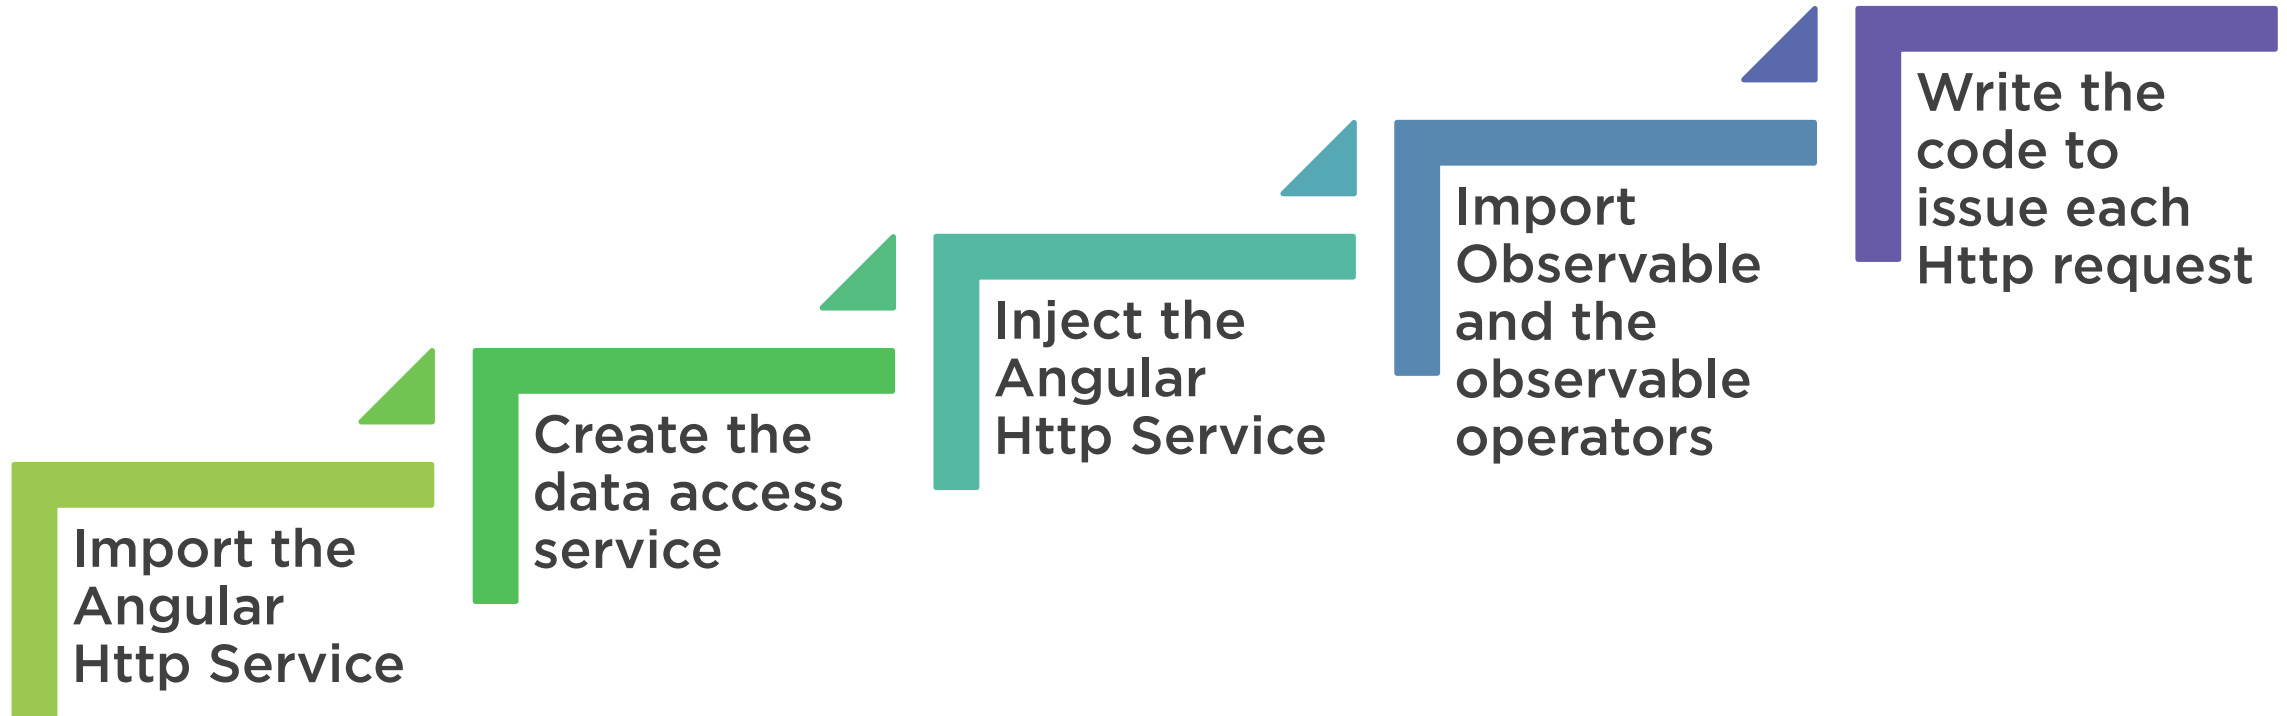 Import the
Angular
Http Service
Create the
data access
service
Inject the
Angular
Http Service
Import
Observable
and the
observable
operators
Write the
code to
issue each
Http request